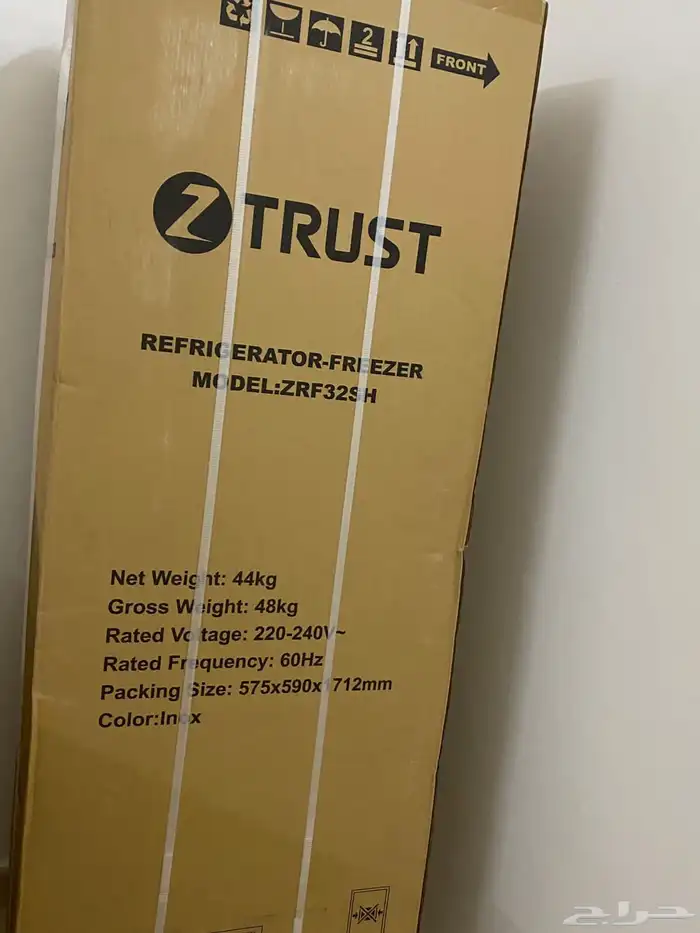 2
FRONT
Z TRUST
REFRIGERATOR-FREEZER
MODEL:ZRF32SH
Net Weight: 44kg
Gross Weight: 48kg
Rated Voltage: 220-240V~
Rated Frequency: 60Hz
Packing Size: 575x590x1712mm
Color:Inox
حراج